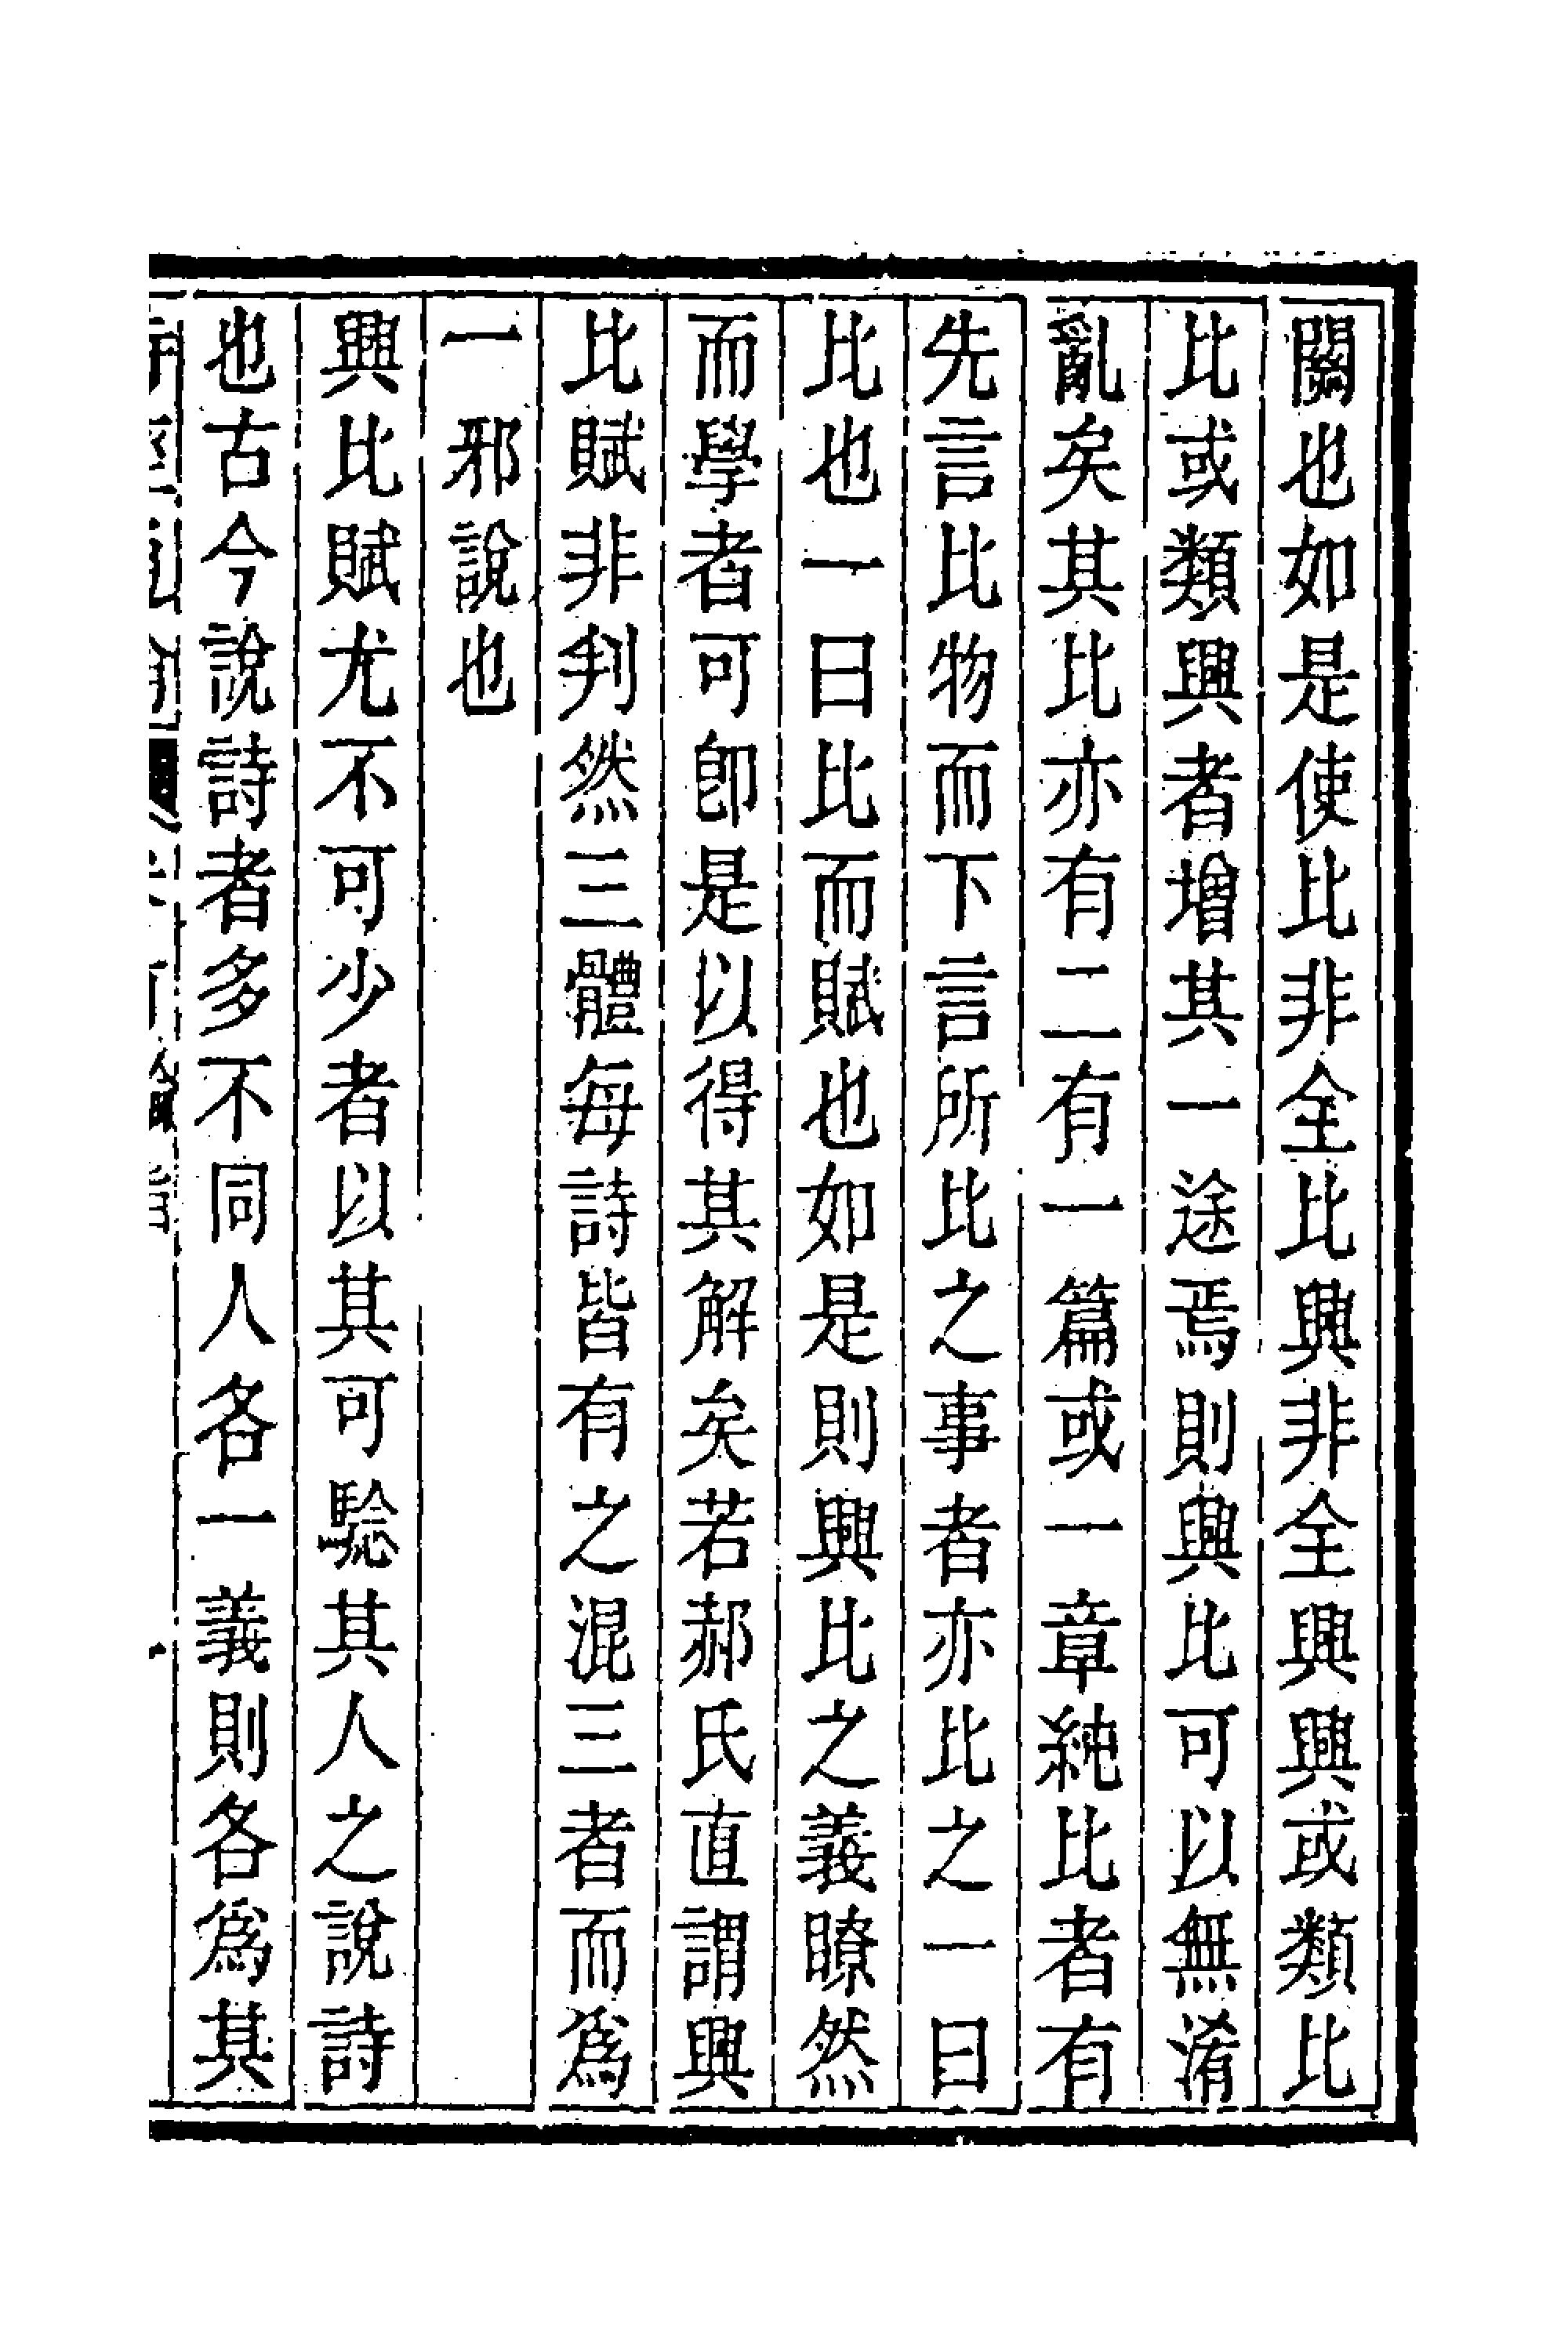 關也如是使比非全比興非全興興或類比
比或類興者增其一途焉則興比可以無淆
亂矣其比亦有二有一篇或一章純比者有
先言比物而下言所比之事者亦比之一曰
比也一曰比而賦也如是則興比之義瞭然
而學者可卽是以得其解矣若郝氏直謂興
比賦非判然三體每詩皆有之混三者而為
一邪說也
興比賦尤不可少者以其可騐其人之說詩
也古今說詩者多不同人各一義則各為其